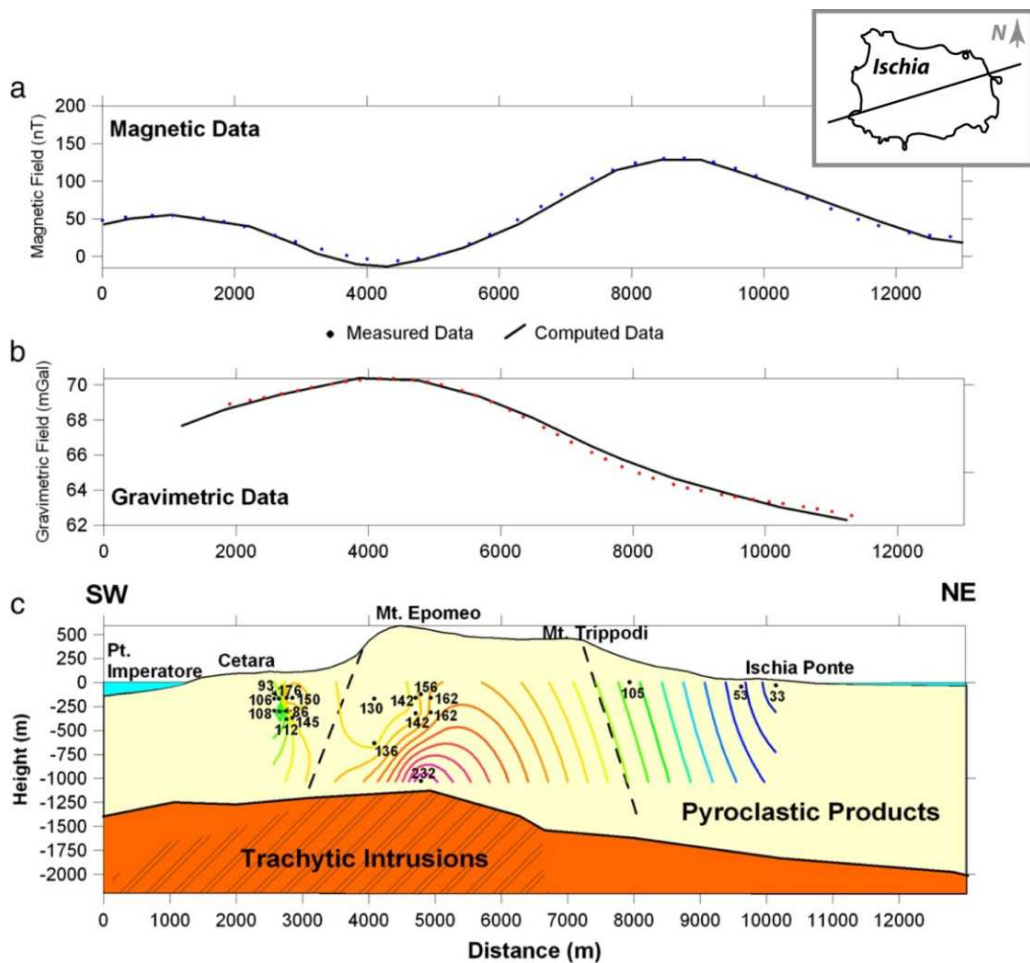 N
Ischia
a
Magnetic Data
Magnetic Field (nT)
200
150
100
50
0
0 2000 4000 6000 8000 10000 12000
Measured Data Computed Data
b
Gravimetric Data
Gravimetric Field (mGal)
70
68
66
64
62
0 2000 4000 6000 8000 10000 12000
c
SW NE
Mt. Epomeo
Mt. Trippodi
Pt.
Imperatore
Cetara
Ischia Ponte
Height (m)
500
250
0
-250
-500
-750
-1000
-1250
-1500
-1750
-2000
93 176
106 150
108 86
112 145
130
136
142 156
162
142 162
232
105
53 33
Pyroclastic Products
Trachytic Intrusions
0 1000 2000 3000 4000 5000 6000 7000 8000 9000 10000 11000 12000
Distance (m)